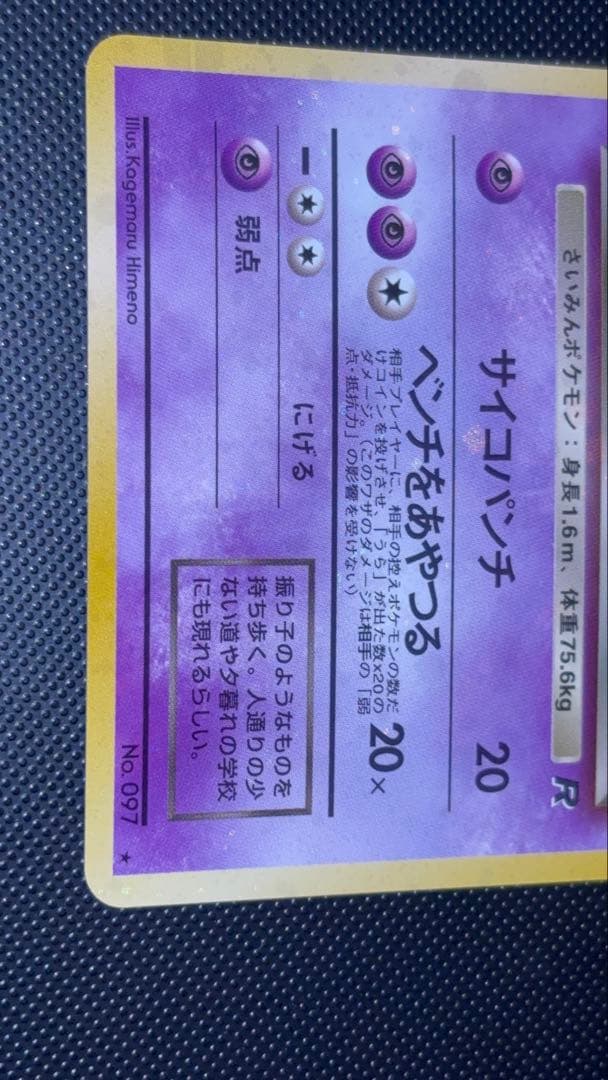 さいみんポケモン：身長1.6m、体重75.6kg
R
サイコパンチ 20
ベンチをあやつる 20×
相手プレイヤーに、相手の控えポケモンの数だ
けコインを投げさせ、「うら」が出た数×20の
ダメージ。（このワザのダメージは相手の「弱
点・抵抗力」の影響を受けない）
にげる
弱点
振り子のようなものを
持ち歩く。人通りの少
ない道や夕暮れの学校
にも現れるらしい。
Illus.Kagemaru Himeno
No. 097 ★